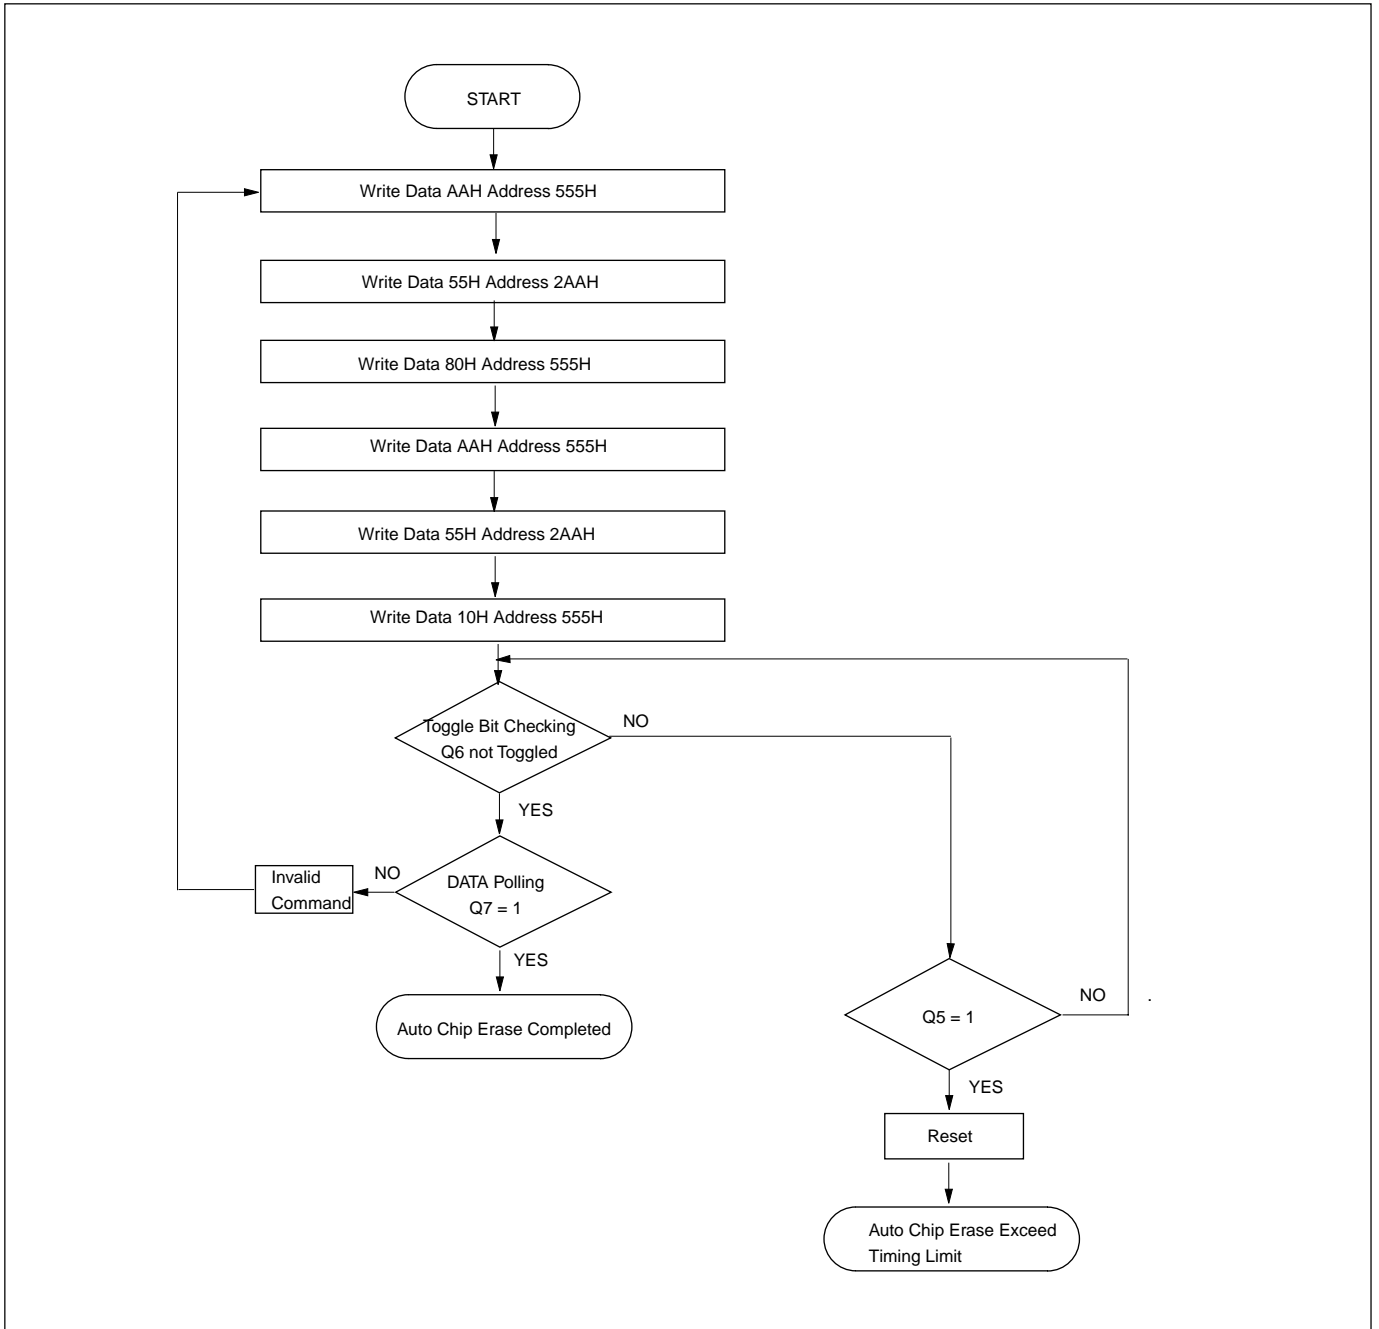 START
Write Data AAH Address 555H
Write Data 55H Address 2AAH
Write Data 80H Address 555H
Write Data AAH Address 555H
Write Data 55H Address 2AAH
Write Data 10H Address 555H
Toggle Bit Checking
Q6 not Toggled
NO
YES
Invalid
Command
NO
DATA Polling
Q7 = 1
YES
Auto Chip Erase Completed
Q5 = 1
NO
.
YES
Reset
Auto Chip Erase Exceed
Timing Limit